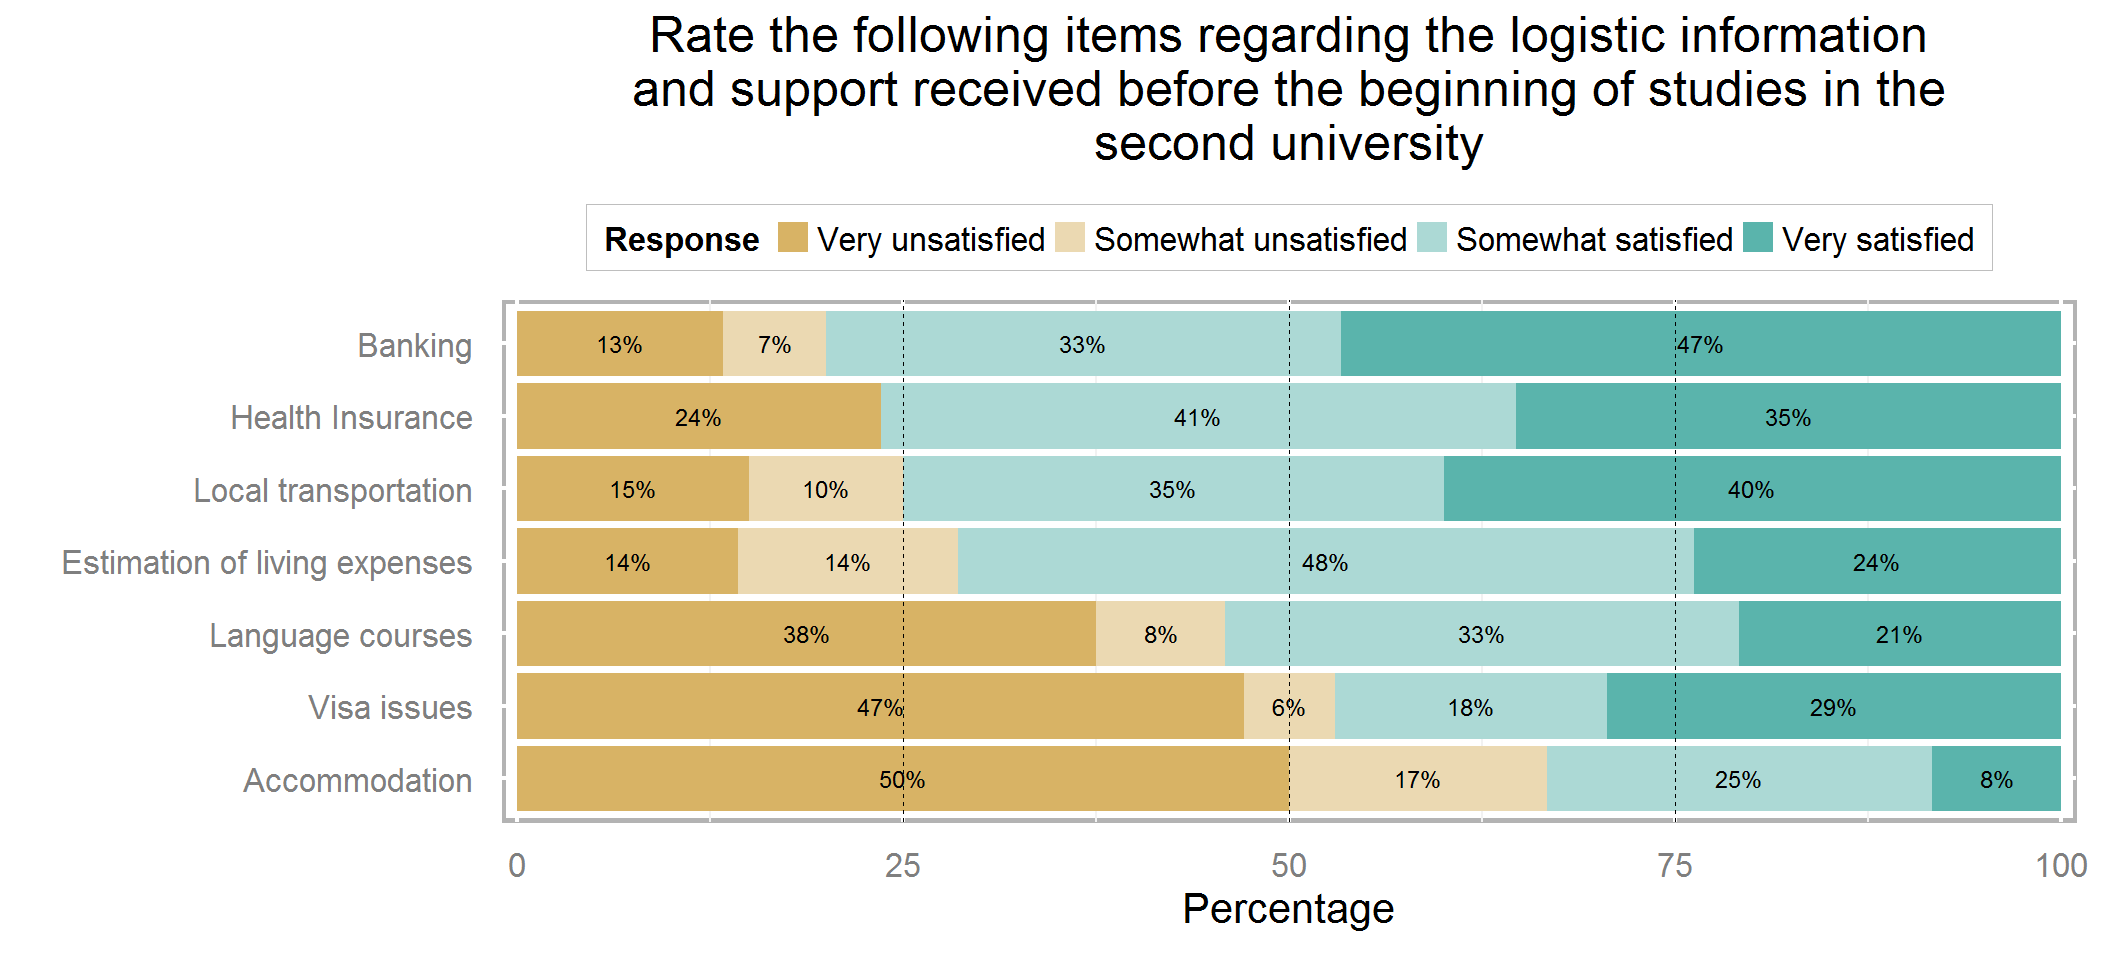 Rate the following items regarding the logistic information
and support received before the beginning of studies in the
second university
Response Very unsatisfied Somewhat unsatisfied Somewhat satisfied Very satisfied
Banking 13% 7% 33% 47%
Health Insurance 24% 41% 35%
Local transportation 15% 10% 35% 40%
Estimation of living expenses 14% 14% 48% 24%
Language courses 38% 8% 33% 21%
Visa issues 47% 6% 18% 29%
Accommodation 50% 17% 25% 8%
0 25 50 75 100
Percentage